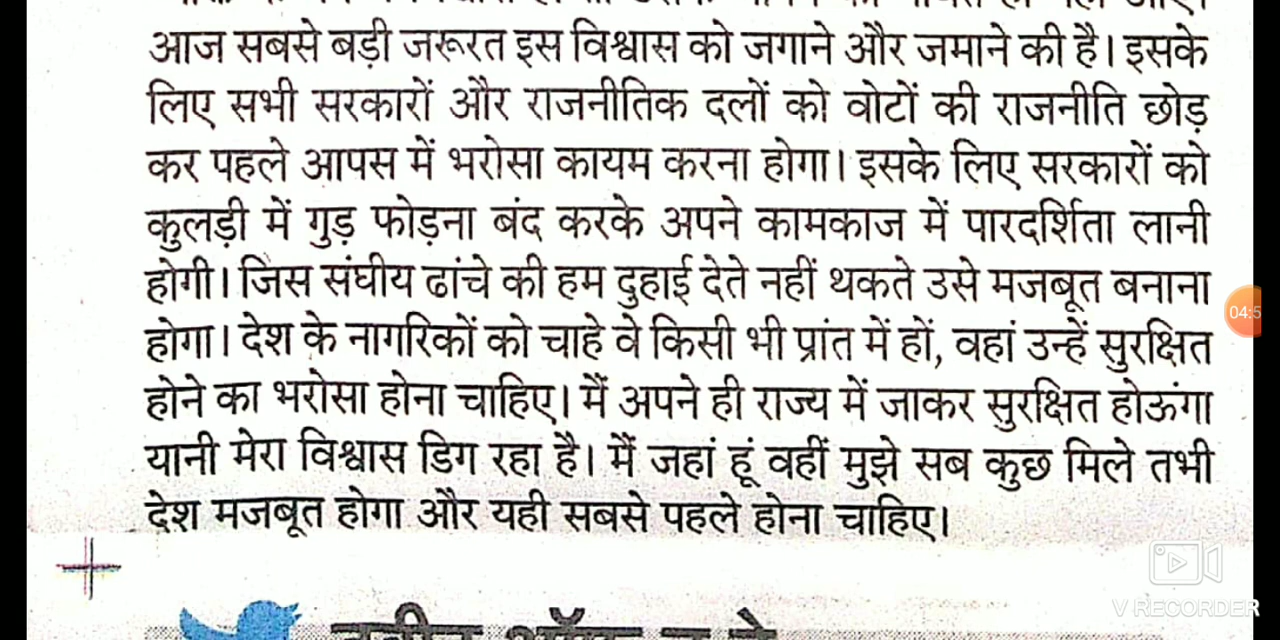 आज सबसे बड़ी जरूरत इस विश्वास को जगाने और जमाने की है। इसके
लिए सभी सरकारों और राजनीतिक दलों को वोटों की राजनीति छोड़
कर पहले आपस में भरोसा कायम करना होगा। इसके लिए सरकारों को
कुलड़ी में गुड़ फोड़ना बंद करके अपने कामकाज में पारदर्शिता लानी
होगी। जिस संघीय ढांचे की हम दुहाई देते नहीं थकते उसे मजबूत बनाना
होगा। देश के नागरिकों को चाहे वे किसी भी प्रांत में हों, वहां उन्हें सुरक्षित
होने का भरोसा होना चाहिए। मैं अपने ही राज्य में जाकर सुरक्षित होऊंगा
यानी मेरा विश्वास डिग रहा है। मैं जहां हूं वहीं मुझे सब कुछ मिले तभी
देश मजबूत होगा और यही सबसे पहले होना चाहिए।
04:5
V RECORDER